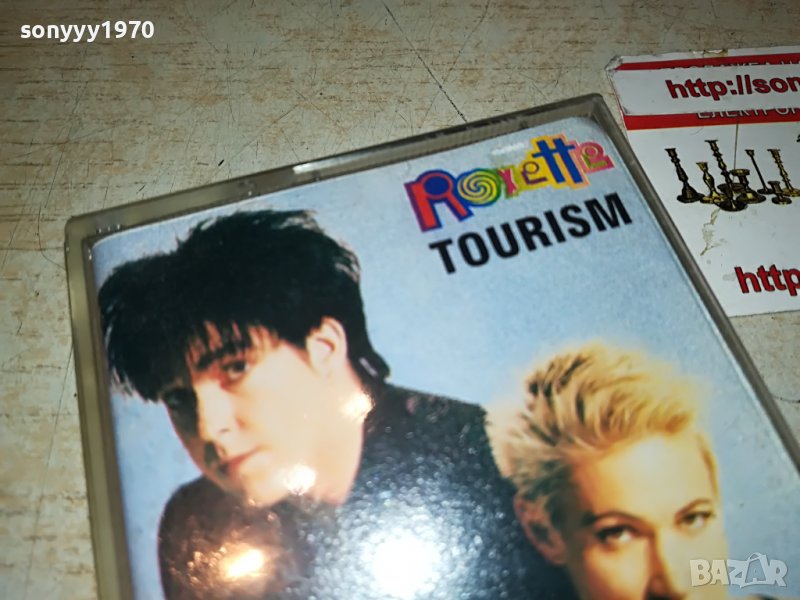 sonyyy1970
Roxette
TOURISM
http://son
http
BAZAR